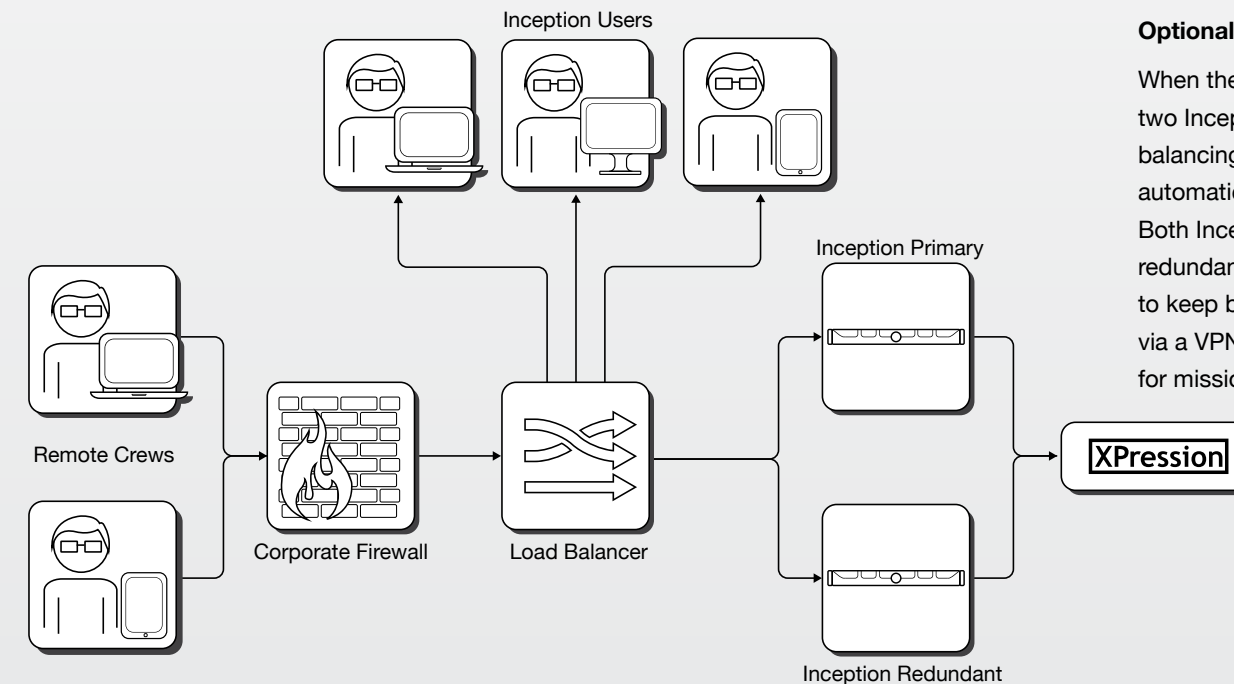 Inception Users
Inception Primary
Remote Crews
Corporate Firewall
Load Balancer
Inception Redundant
XPression
Optional
When the
two Incep
balancing
automatic
Both Ince
redundan
to keep b
via a VPN
for missio